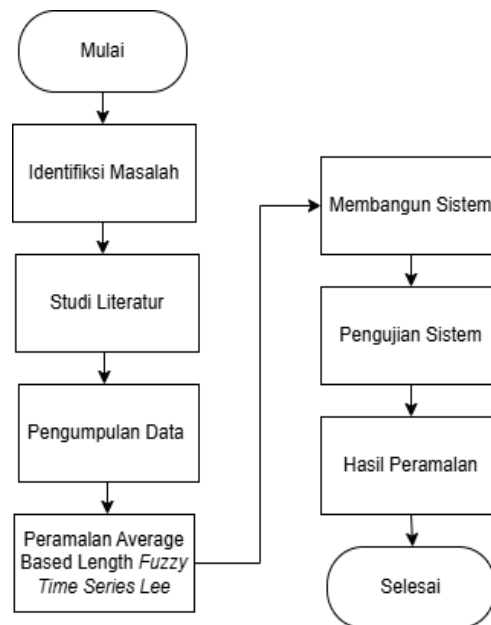 Mulai
Identifiksi Masalah
Studi Literatur
Pengumpulan Data
Peramalan Average
Based Length Fuzzy
Time Series Lee
Membangun Sistem
Pengujian Sistem
Hasil Peramalan
Selesai